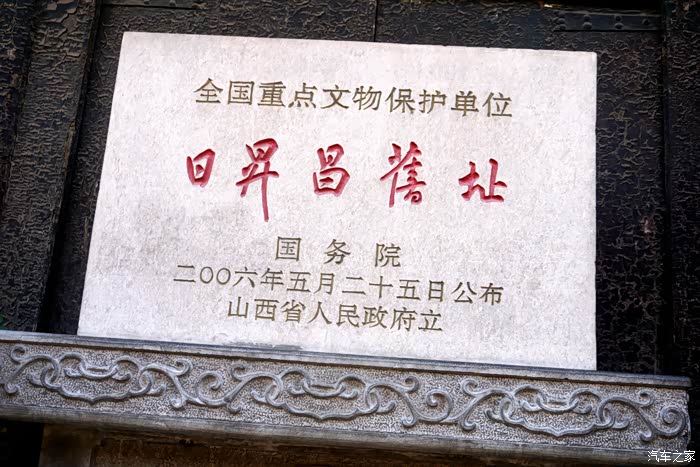 全国重点文物保护单位
日昇昌舊址
国务院
二〇〇六年五月二十五日公布
山西省人民政府立
汽车之家